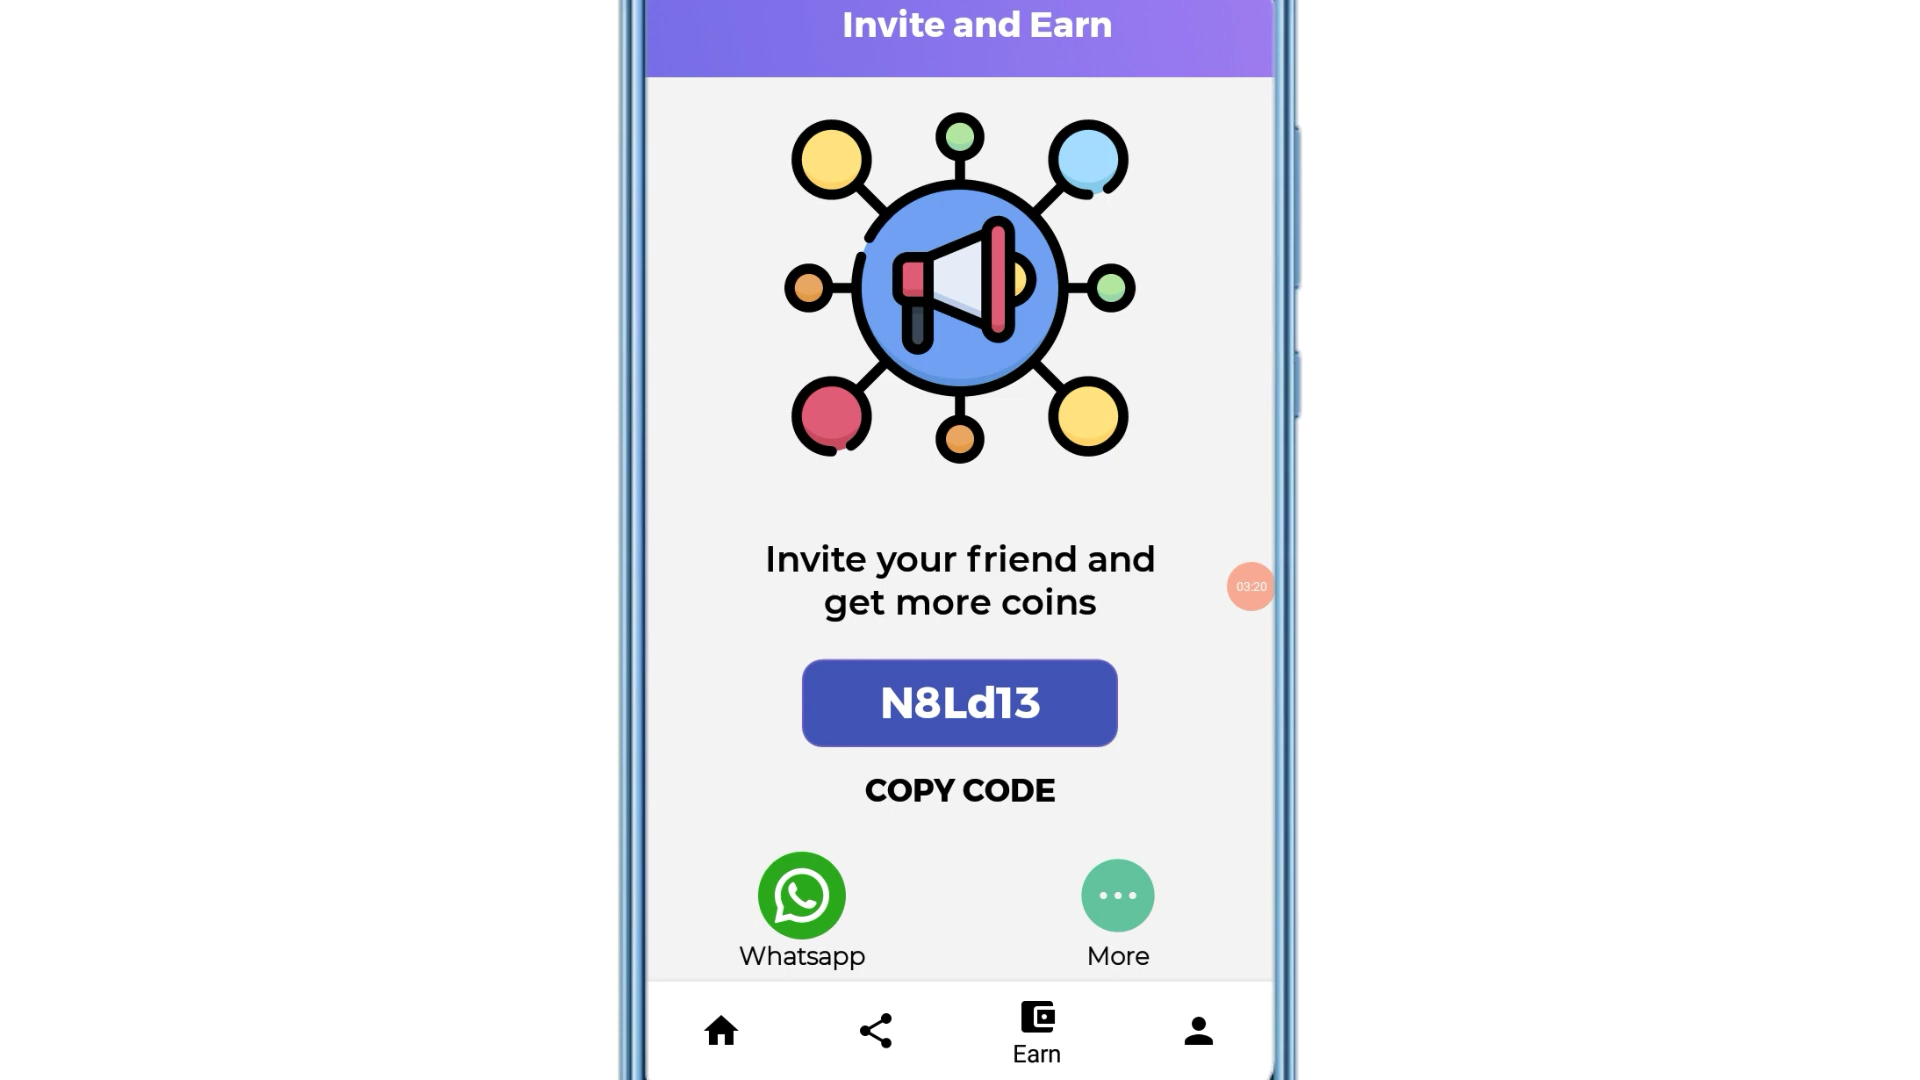 Invite and Earn
Invite your friend and
get more coins
03:20
N8Ld13
COPY CODE
Whatsapp
More
Earn